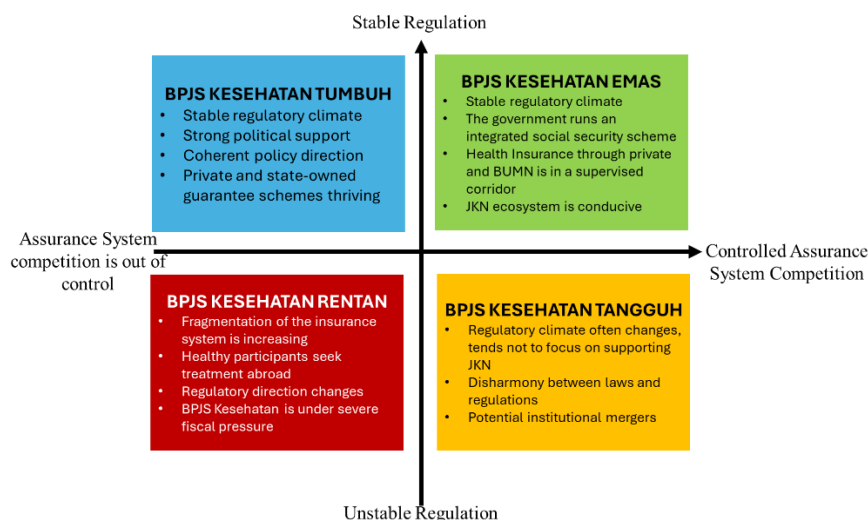 Stable Regulation
BPJS KESEHATAN TUMBUH
• Stable regulatory climate
• Strong political support
• Coherent policy direction
• Private and state-owned
guarantee schemes thriving
BPJS KESEHATAN EMAS
• Stable regulatory climate
• The government runs an
integrated social security scheme
• Health Insurance through private
and BUMN is in a supervised
corridor
• JKN ecosystem is conducive
Assurance System
competition is out of
control
Controlled Assurance
System Competition
BPJS KESEHATAN RENTAN
• Fragmentation of the insurance
system is increasing
• Healthy participants seek
treatment abroad
• Regulatory direction changes
• BPJS Kesehatan is under severe
fiscal pressure
BPJS KESEHATAN TANGGUH
• Regulatory climate often changes,
tends not to focus on supporting
JKN
• Disharmony between laws and
regulations
• Potential institutional mergers
Unstable Regulation